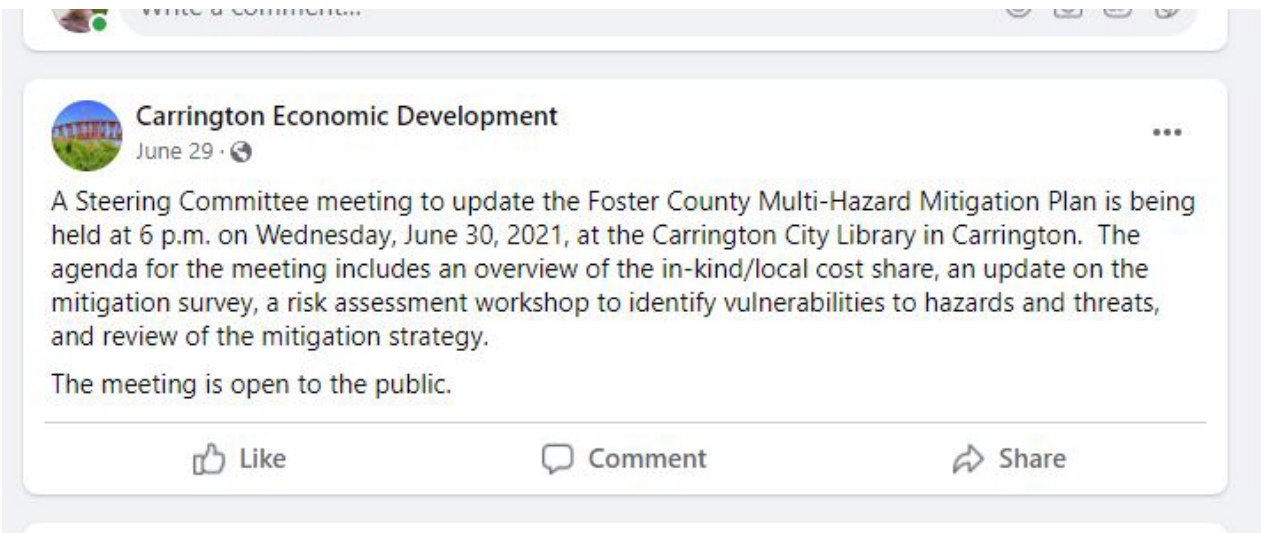 Write a comment...
Carrington Economic Development
June 29 ·
A Steering Committee meeting to update the Foster County Multi-Hazard Mitigation Plan is being
held at 6 p.m. on Wednesday, June 30, 2021, at the Carrington City Library in Carrington.  The
agenda for the meeting includes an overview of the in-kind/local cost share, an update on the
mitigation survey, a risk assessment workshop to identify vulnerabilities to hazards and threats,
and review of the mitigation strategy.
The meeting is open to the public.
Like
Comment
Share